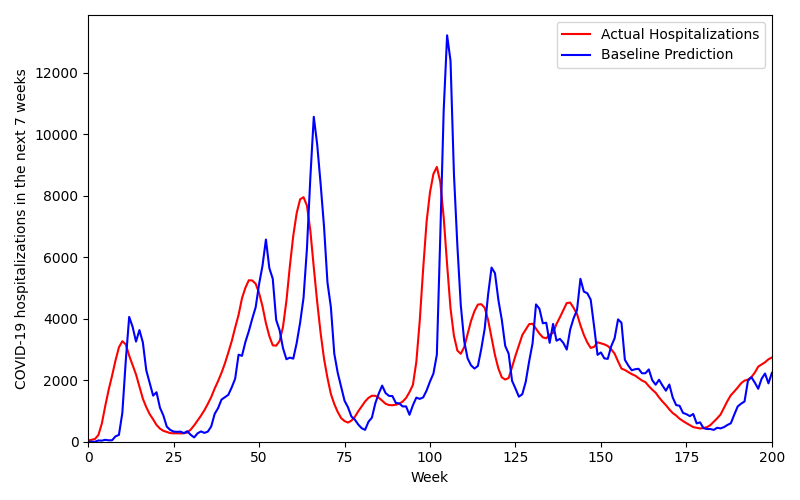 Actual Hospitalizations
Baseline Prediction
COVID-19 hospitalizations in the next 7 weeks
12000
10000
8000
6000
4000
2000
0
0 25 50 75 100 125 150 175 200
Week